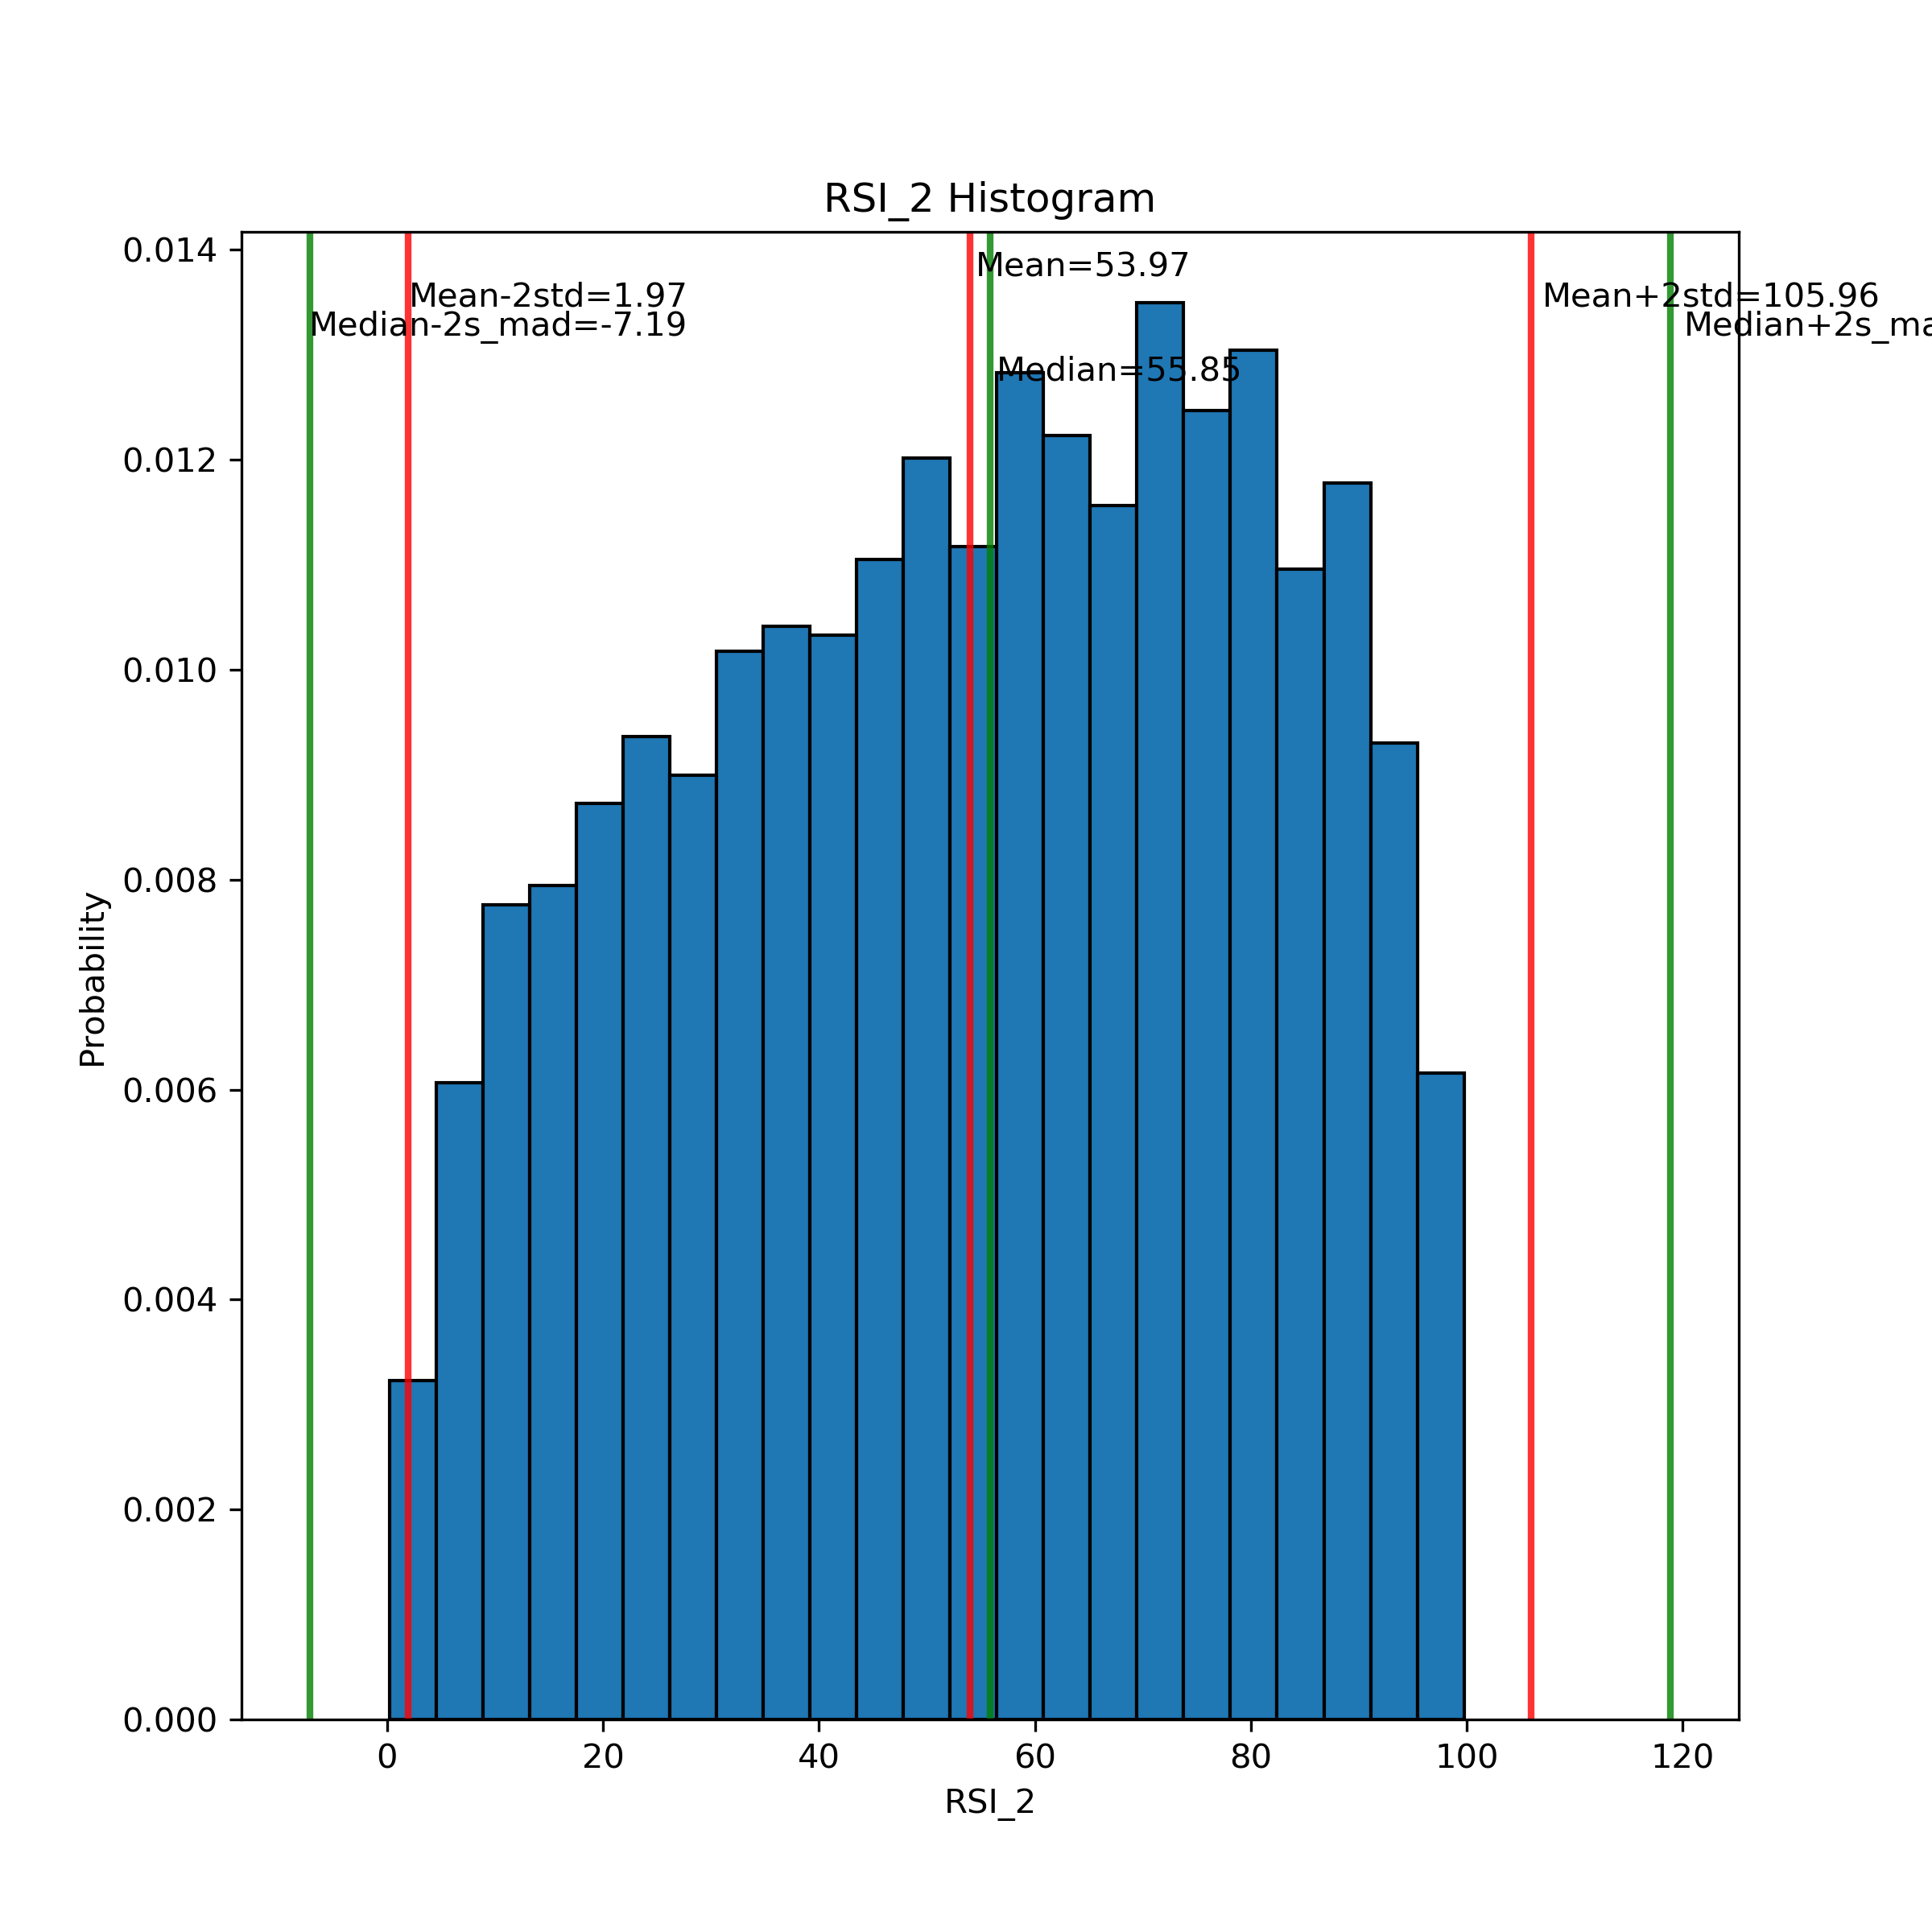 RSI_2 Histogram
0.014
Mean=53.97
Mean-2std=1.97
Mean+2std=105.96
Median-2s_mad=-7.19
Median+2s_ma
Median=55.85
0.012
0.010
0.008
0.006
0.004
0.002
0.000
Probability
0 20 40 60 80 100 120
RSI_2